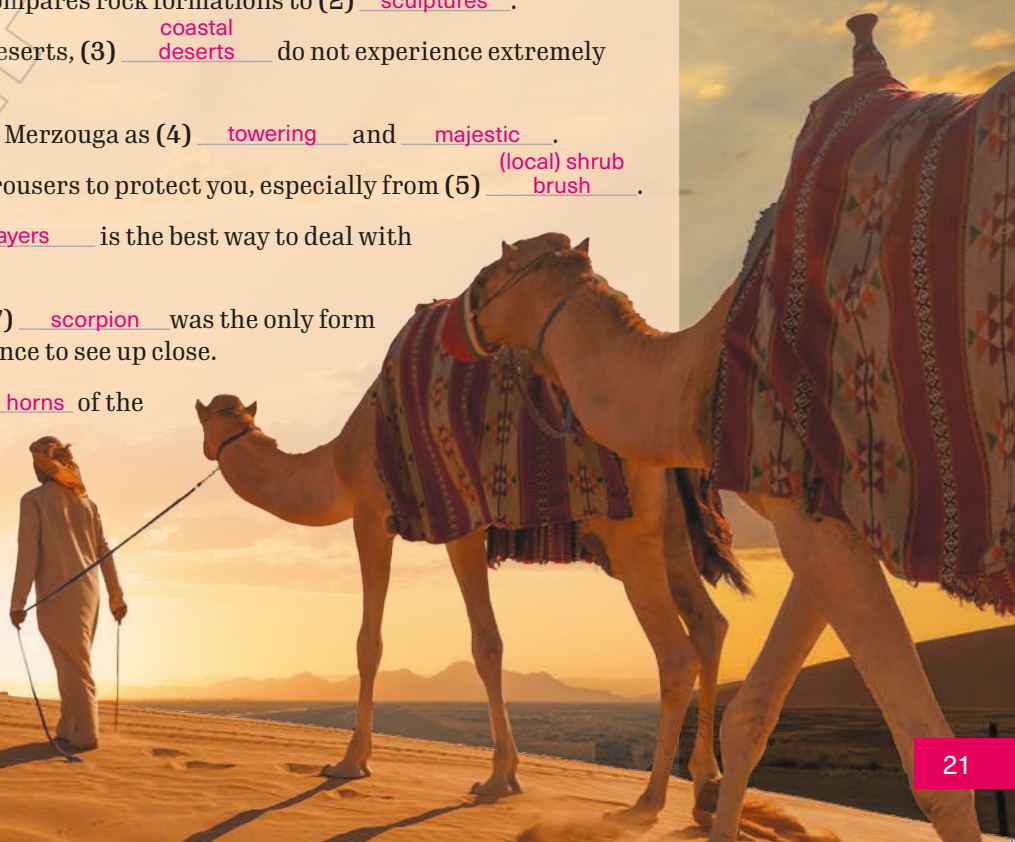 compares rock formations to (2) sculptures.
coastal
deserts, (3) deserts do not experience extremely
Merzouga as (4) towering and majestic.
(local) shrub
trousers to protect you, especially from (5) brush.
ayers is the best way to deal with
7) scorpion was the only form
nce to see up close.
horns of the
21